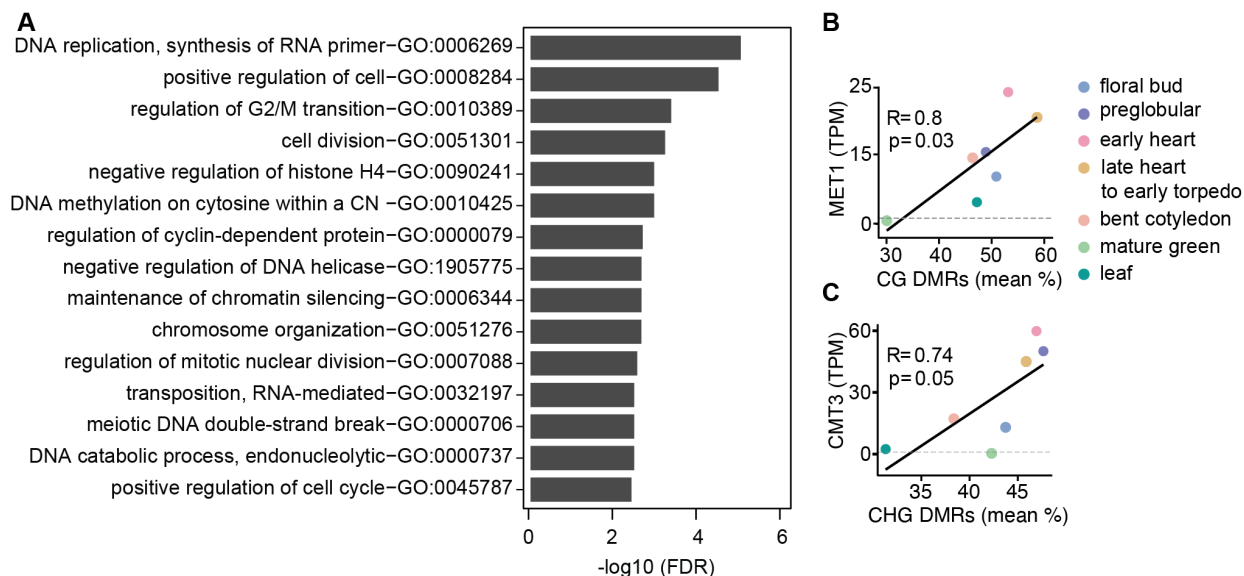 A
DNA replication, synthesis of RNA primer−GO:0006269
positive regulation of cell−GO:0008284
regulation of G2/M transition−GO:0010389
cell division−GO:0051301
negative regulation of histone H4−GO:0090241
DNA methylation on cytosine within a CN −GO:0010425
regulation of cyclin-dependent protein−GO:0000079
negative regulation of DNA helicase−GO:1905775
maintenance of chromatin silencing−GO:0006344
chromosome organization−GO:0051276
regulation of mitotic nuclear division−GO:0007088
transposition, RNA-mediated−GO:0032197
meiotic DNA double-strand break−GO:0000706
DNA catabolic process, endonucleolytic−GO:0000737
positive regulation of cell cycle−GO:0045787
0 2 4 6
-log10 (FDR)
B
MET1 (TPM)
25
15
0
R= 0.8
p= 0.03
30 40 50 60
CG DMRs (mean %)
floral bud
preglobular
early heart
late heart
to early torpedo
bent cotyledon
mature green
leaf
C
CMT3 (TPM)
60
30
0
R= 0.74
p= 0.05
35 40 45
CHG DMRs (mean %)